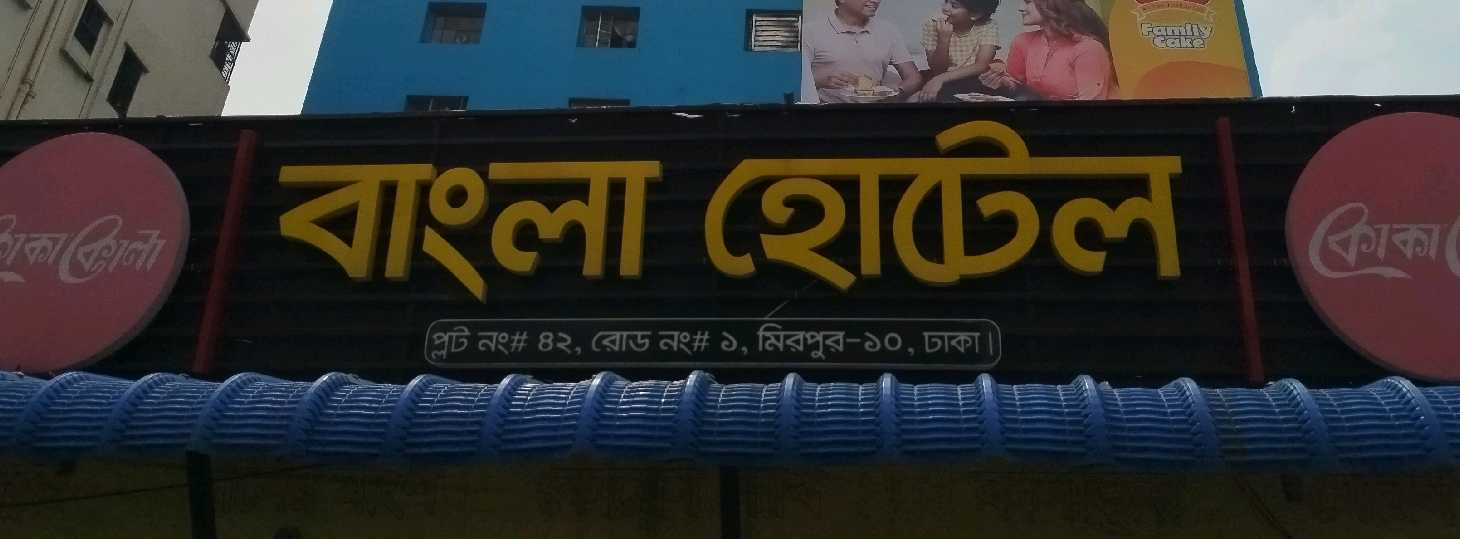 Family
Cake
বাংলা হোটেল
কোকা কোলা
কোকা
প্লট নং# ৪২, রোড নং# ১, মিরপুর-১০, ঢাকা।